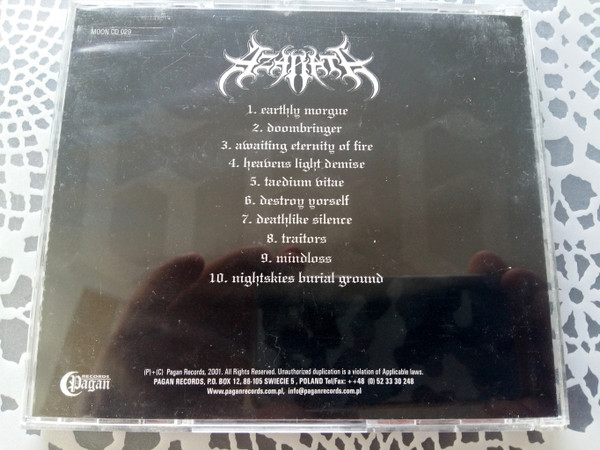 MOON CD 029
AZARATH
1. earthly morgue
2. doombringer
3. awaiting eternity of fire
4. heavens light demise
5. taedium vitae
6. destroy yorself
7. deathlike silence
8. traitors
9. mindloss
10. nightskies burial ground
(P)+(C) Pagan Records, 2001. All Rights Reserved. Unauthorized duplication is a violation of Applicable laws.
PAGAN RECORDS, P.O. BOX 12, 86-105 SWIECIE 5, POLAND Tel/Fax: ++48 (0) 52 33 30 248
Www.paganrecords.com.pl, info@paganrecords.com.pl
RECORDS
Pagan